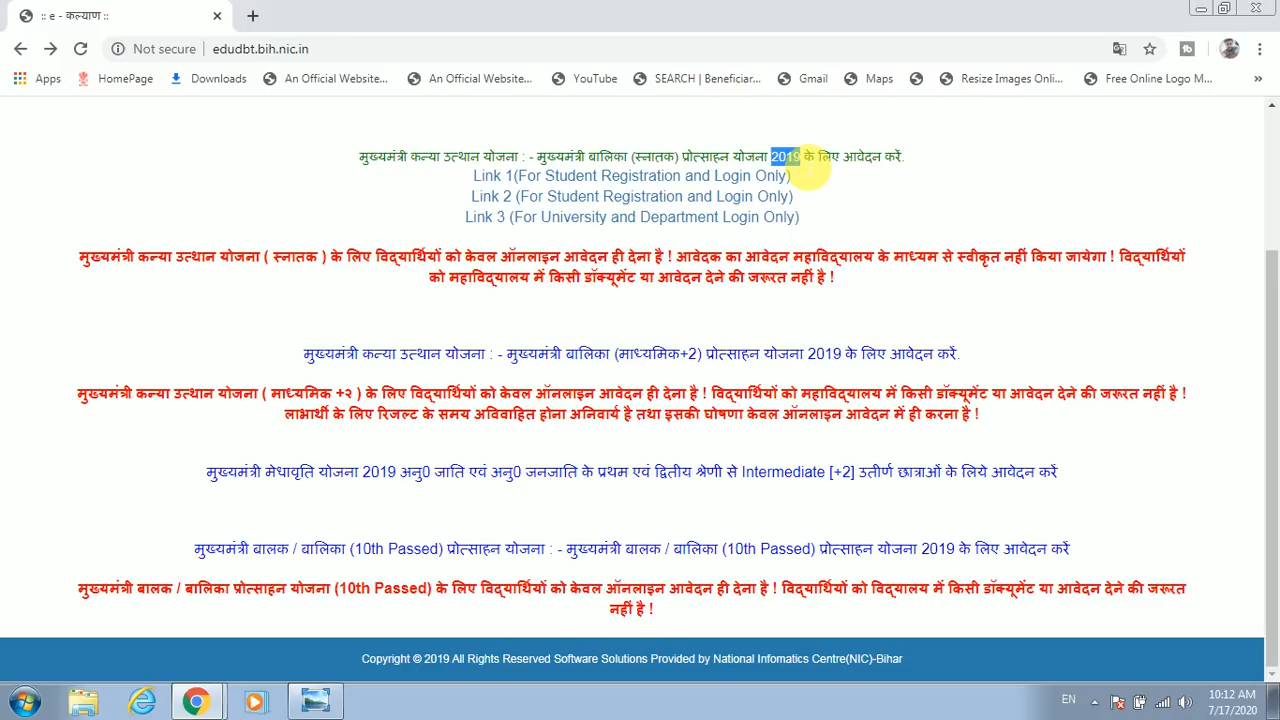 :: e - कल्याण ::
Not secure edudbt.bih.nic.in
Apps HomePage Downloads An Official Website... An Official Website... YouTube SEARCH | Beneficiar... Gmail Maps Resize Images Onli... Free Online Logo M... »
मुख्यमंत्री कन्या उत्थान योजना : - मुख्यमंत्री बालिका (स्नातक) प्रोत्साहन योजना 2019 के लिए आवेदन करें.
Link 1(For Student Registration and Login Only)
Link 2 (For Student Registration and Login Only)
Link 3 (For University and Department Login Only)
मुख्यमंत्री कन्या उत्थान योजना ( स्नातक ) के लिए विद्यार्थियों को केवल ऑनलाइन आवेदन ही देना है ! आवेदक का आवेदन महाविद्यालय के माध्यम से स्वीकृत नहीं किया जायेगा ! विद्यार्थियों
को महाविद्यालय में किसी डॉक्यूमेंट या आवेदन देने की जरूरत नहीं है !
मुख्यमंत्री कन्या उत्थान योजना : - मुख्यमंत्री बालिका (माध्यमिक+2) प्रोत्साहन योजना 2019 के लिए आवेदन करें.
मुख्यमंत्री कन्या उत्थान योजना ( माध्यमिक +२ ) के लिए विद्यार्थियों को केवल ऑनलाइन आवेदन ही देना है ! विद्यार्थियों को महाविद्यालय में किसी डॉक्यूमेंट या आवेदन देने की जरूरत नहीं है !
लाभार्थी के लिए रिजल्ट के समय अविवाहित होना अनिवार्य है तथा इसकी घोषणा केवल ऑनलाइन आवेदन में ही करना है !
मुख्यमंत्री मेधावृति योजना 2019 अनु0 जाति एवं अनु0 जनजाति के प्रथम एवं द्वितीय श्रेणी से Intermediate [+2] उतीर्ण छात्राओं के लिये आवेदन करें
मुख्यमंत्री बालक / बालिका (10th Passed) प्रोत्साहन योजना : - मुख्यमंत्री बालक / बालिका (10th Passed) प्रोत्साहन योजना 2019 के लिए आवेदन करें
मुख्यमंत्री बालक / बालिका प्रोत्साहन योजना (10th Passed) के लिए विद्यार्थियों को केवल ऑनलाइन आवेदन ही देना है ! विद्यार्थियों को विद्यालय में किसी डॉक्यूमेंट या आवेदन देने की जरूरत
नहीं है !
Copyright © 2019 All Rights Reserved Software Solutions Provided by National Infomatics Centre(NIC)-Bihar
EN
10:12 AM
7/17/2020